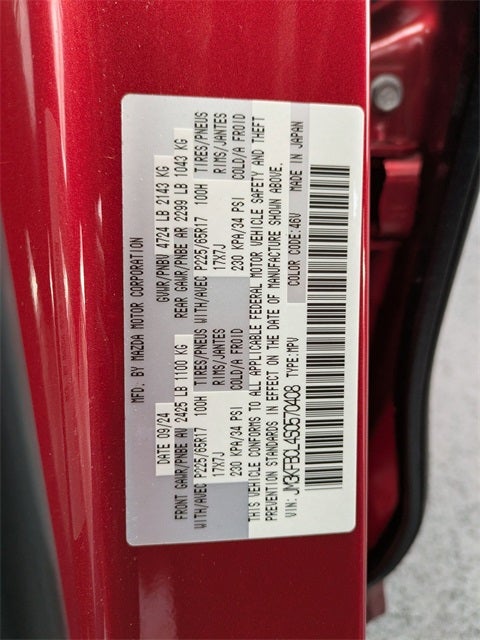 MFD. BY MAZDA MOTOR CORPORATION
DATE 09/24 GVWR/PNBV 4724 LB 2143 KG
FRONT GAWR/PNBE AV 2425 LB 1100 KG REAR GAWR/PNBE AR 2299 LB 1043 KG
WITH/AVEC P225/65R17 100H TIRES/PNEUS WITH/AVEC P225/65R17 100H TIRES/PNEUS
17X7J RIMS/JANTES 17X7J RIMS/JANTES
230 KPA/34 PSI COLD/A FROID 230 KPA/34 PSI COLD/A FROID
THIS VEHICLE CONFORMS TO ALL APPLICABLE FEDERAL MOTOR VEHICLE SAFETY AND THEFT
PREVENTION STANDARDS IN EFFECT ON THE DATE OF MANUFACTURE SHOWN ABOVE.
VIN: JM3KFBCL4S0570408 TYPE:MPV COLOR CODE:46V MADE IN JAPAN